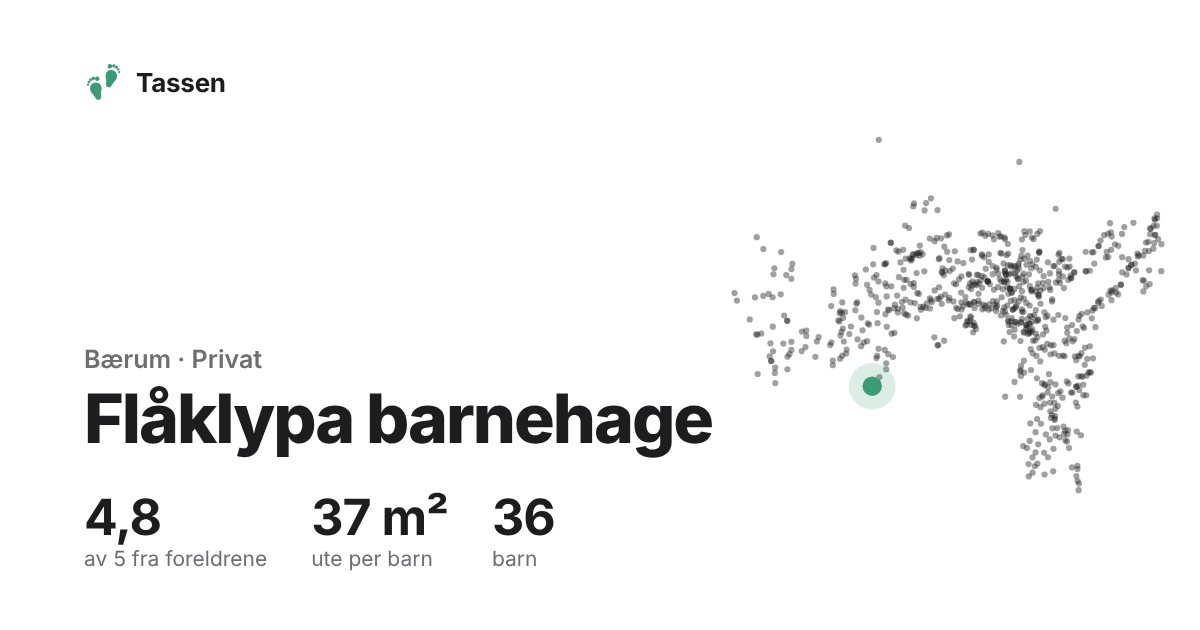 Tassen
Bærum · Privat
Flåklypa barnehage
4,8
av 5 fra foreldrene
37 m²
ute per barn
36
barn